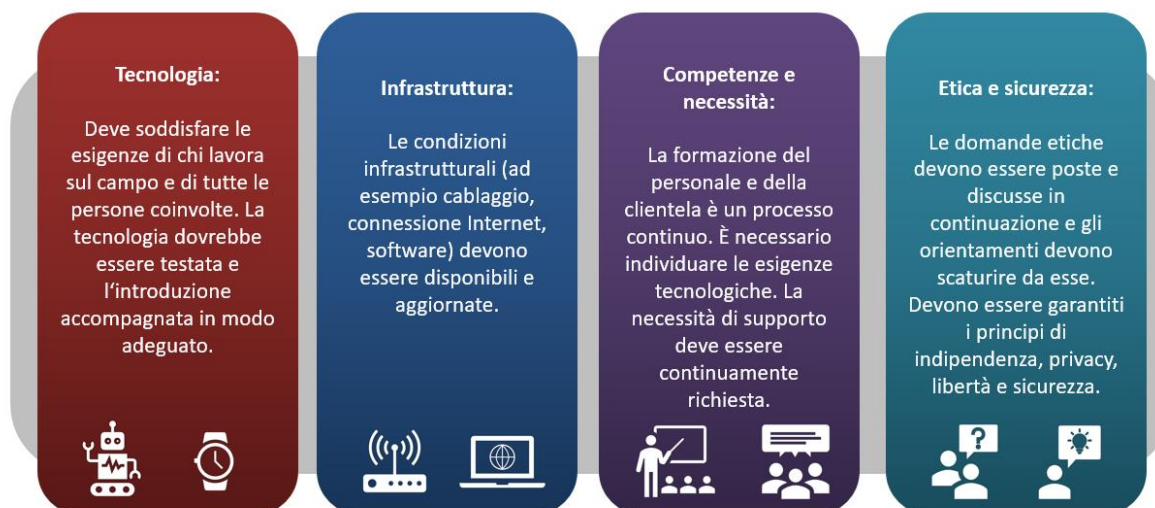 Tecnologia:
Deve soddisfare le
esigenze di chi lavora
sul campo e di tutte le
persone coinvolte. La
tecnologia dovrebbe
essere testata e
l‘introduzione
accompagnata in modo
adeguato.
Infrastruttura:
Le condizioni
infrastrutturali (ad
esempio cablaggio,
connessione Internet,
software) devono
essere disponibili e
aggiornate.
Competenze e
necessità:
La formazione del
personale e della
clientela è un processo
continuo. È necessario
individuare le esigenze
tecnologiche. La
necessità di supporto
deve essere
continuamente
richiesta.
Etica e sicurezza:
Le domande etiche
devono essere poste e
discusse in
continuazione e gli
orientamenti devono
scaturire da esse.
Devono essere garantiti
i principi di
indipendenza, privacy,
libertà e sicurezza.
?